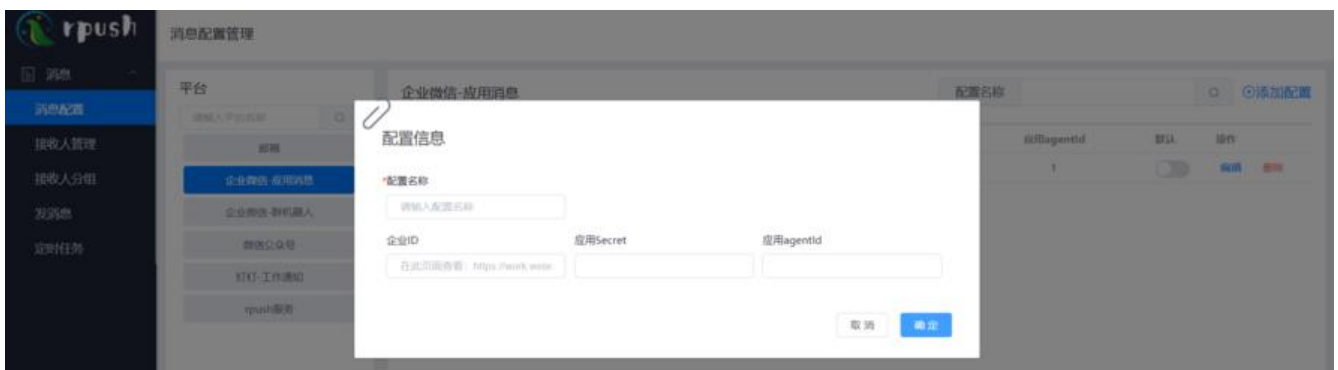 rpush
消息配置管理
消息
消息配置
接收人管理
接收人分组
发消息
定时任务
平台
请输入平台名称
邮箱
企业微信-应用消息
企业微信-群机器人
微信公众号
钉钉-工作通知
rpush服务
企业微信-应用消息
配置名称
添加配置
应用agentId 默认 操作
1 编辑 删除
配置信息
*配置名称
请输入配置名称
企业ID 应用Secret 应用agentId
在此页面查看：https://work.weixi
取消 确定